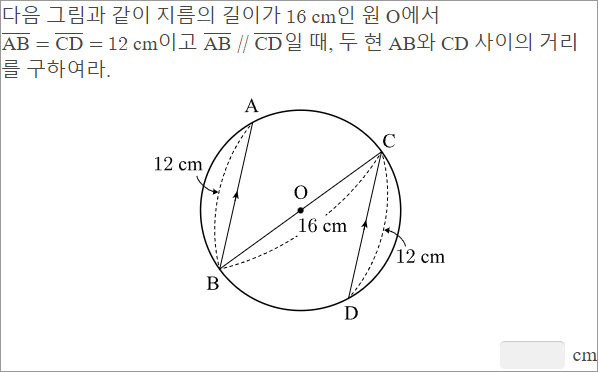 다음 그림과 같이 지름의 길이가 16 cm인 원 O에서
AB = CD = 12 cm이고 AB // CD일 때, 두 현 AB와 CD 사이의 거리
를 구하여라.
A
C
12 cm
O
16 cm
12 cm
B
D
cm